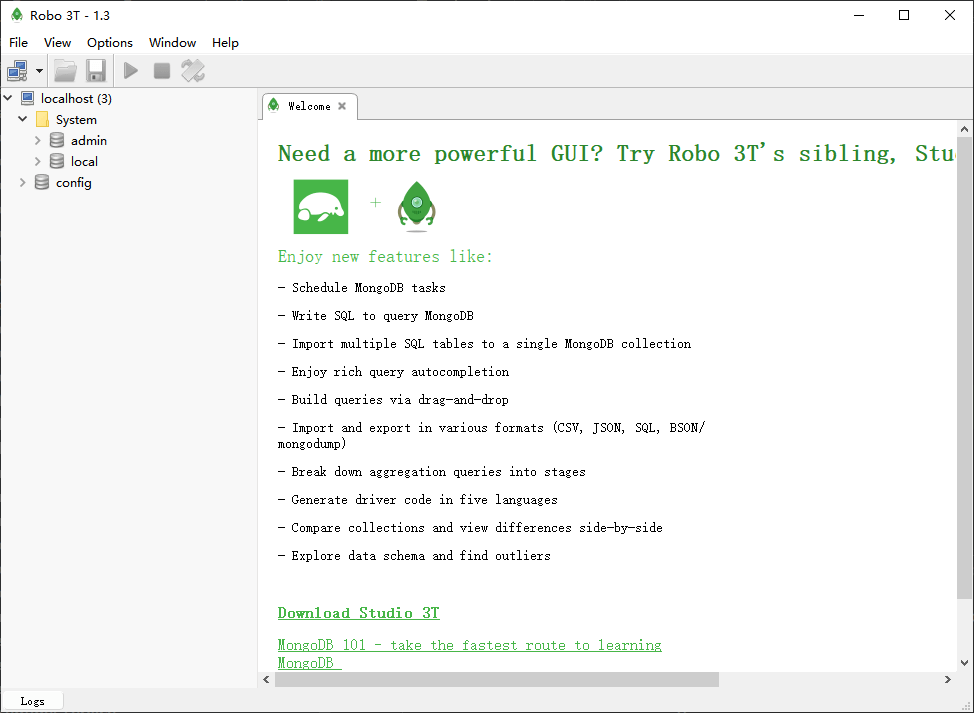 Robo 3T - 1.3
File View Options Window Help
localhost (3)
System
admin
local
config
Welcome
Need a more powerful GUI? Try Robo 3T's sibling, Stu
+
Enjoy new features like:
- Schedule MongoDB tasks
- Write SQL to query MongoDB
- Import multiple SQL tables to a single MongoDB collection
- Enjoy rich query autocompletion
- Build queries via drag-and-drop
- Import and export in various formats (CSV, JSON, SQL, BSON/
mongodump)
- Break down aggregation queries into stages
- Generate driver code in five languages
- Compare collections and view differences side-by-side
- Explore data schema and find outliers
Download Studio 3T
MongoDB 101 - take the fastest route to learning
MongoDB
Logs